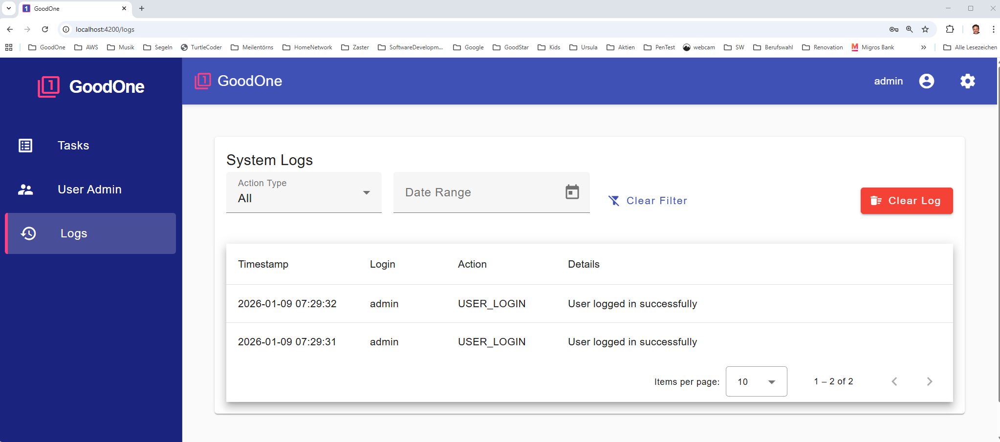 1 GoodOne
localhost:4200/logs
GoodOne AWS Musik Segeln TurtleCoder Meilentörns HomeNetwork Zaster SoftwareDevelopm... Google GoodStar Kids Ursula Aktien PenTest webcam SW Berufswahl Renovation Migros Bank » Alle Lesezeichen
1 GoodOne
1 GoodOne
admin
Tasks
User Admin
Logs
System Logs
Action Type
All
Date Range
Clear Filter
Clear Log
Timestamp Login Action Details
2026-01-09 07:29:32 admin USER_LOGIN User logged in successfully
2026-01-09 07:29:31 admin USER_LOGIN User logged in successfully
Items per page: 10 1 – 2 of 2